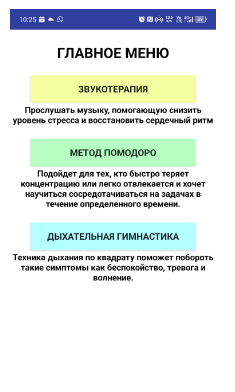 10:25
ГЛАВНОЕ МЕНЮ
ЗВУКОТЕРАПИЯ
Прослушать музыку, помогающую снизить
уровень стресса и восстановить сердечный ритм
МЕТОД ПОМОДОРО
Подойдет для тех, кто быстро теряет
концентрацию или легко отвлекается и хочет
научиться сосредотачиваться на задачах в
течение определенного времени.
ДЫХАТЕЛЬНАЯ ГИМНАСТИКА
Техника дыхания по квадрату поможет побороть
такие симптомы как беспокойство, тревога и
волнение.